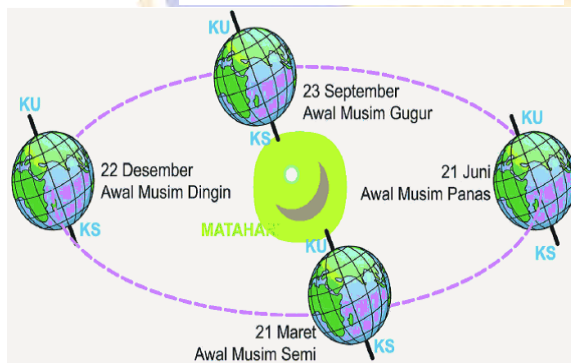 KU
KS
23 September
Awal Musim Gugur
KU
KS
22 Desember
Awal Musim Dingin
KU
KS
21 Juni
Awal Musim Panas
MATAHARI
KU
KS
21 Maret
Awal Musim Semi